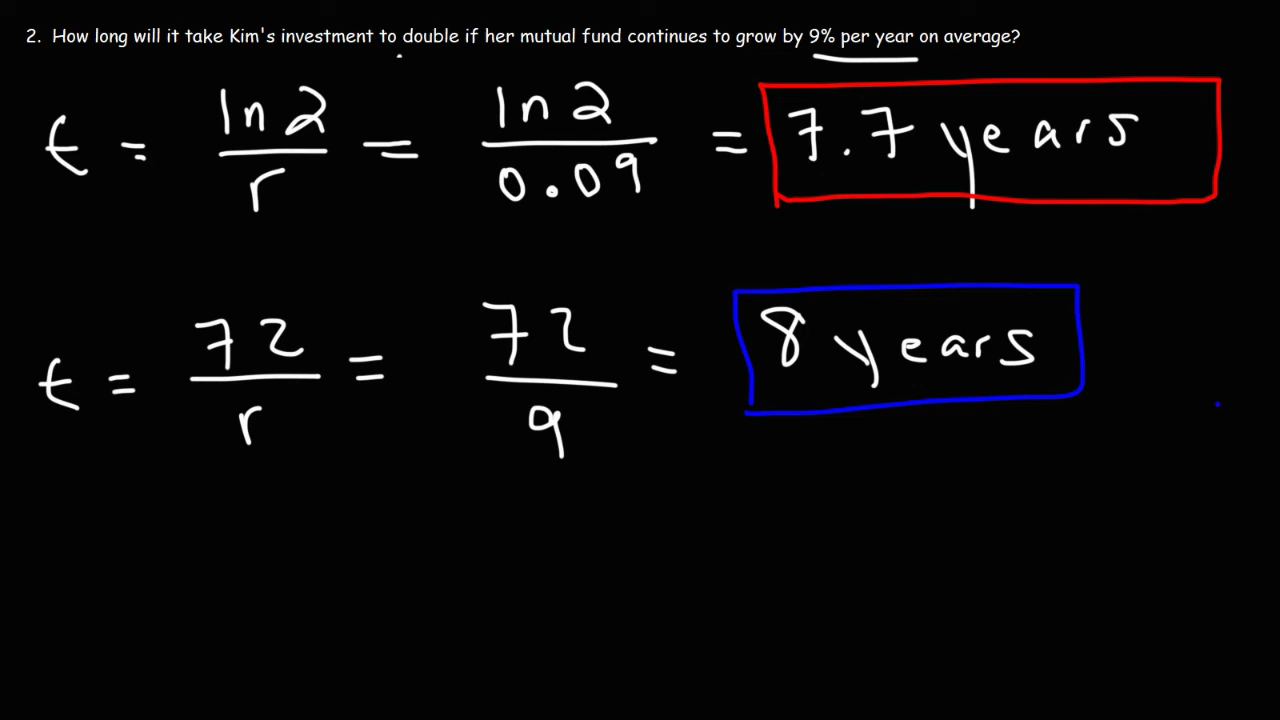 2. How long will it take Kim's investment to double if her mutual fund continues to grow by 9% per year on average?
t = ln 2 / r = ln 2 / 0.09 = 7.7 years
t = 72 / r = 72 / 9 = 8 years